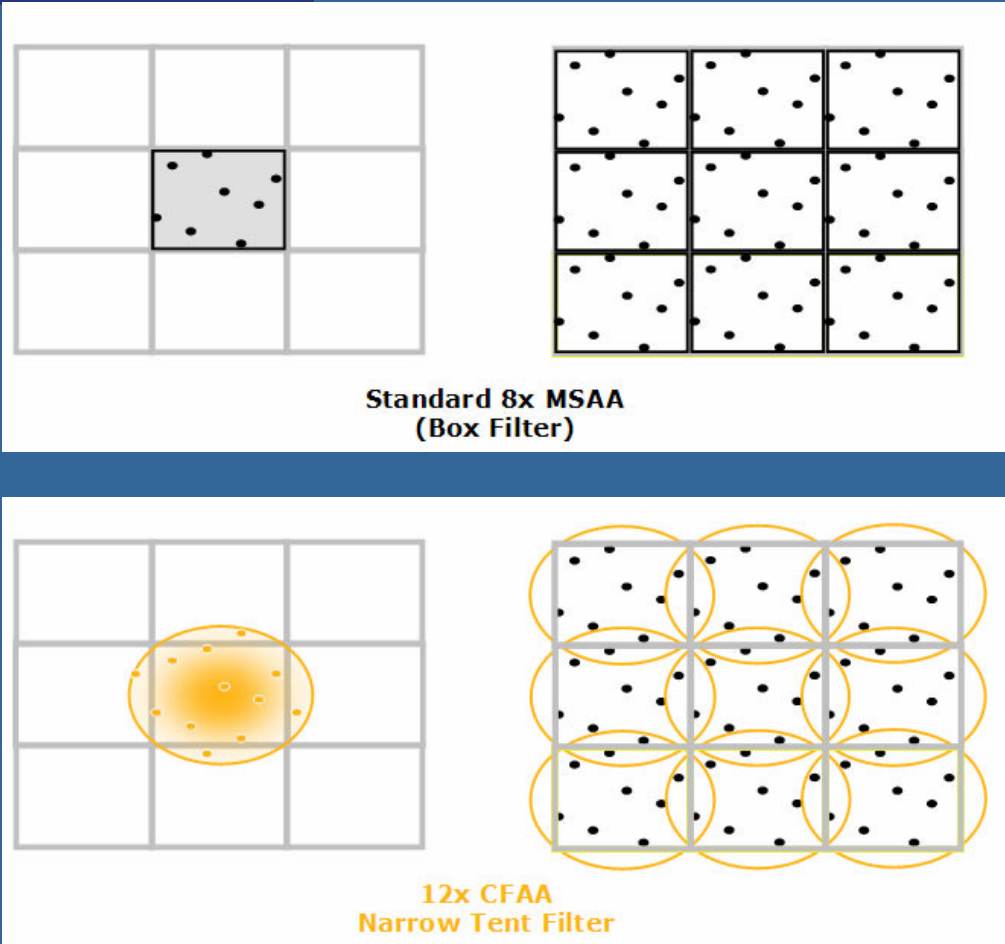 Standard 8x MSAA
(Box Filter)
12x CFAA
Narrow Tent Filter